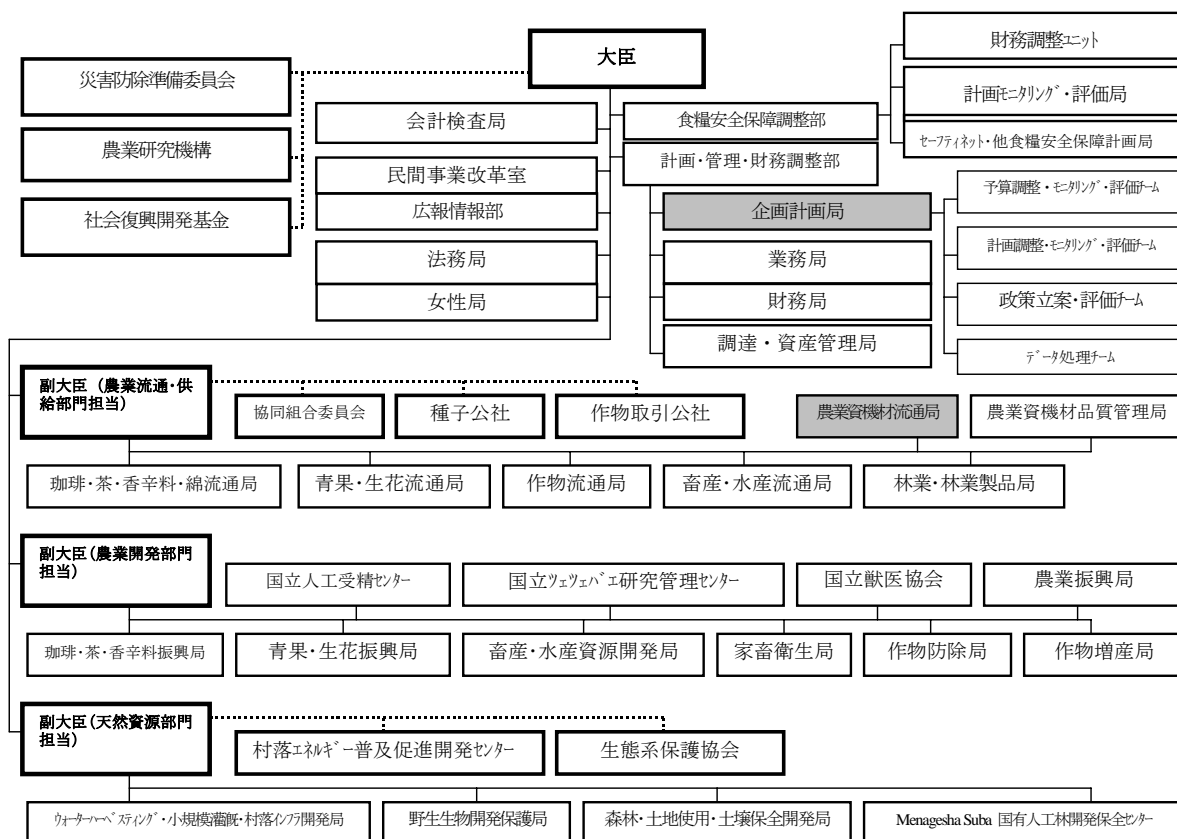 大臣
財務調整ユニット
災害防除準備委員会
計画モニタリング・評価局
会計検査局
食糧安全保障調整部
セーフティネット・他食糧安全保障計画局
農業研究機構
計画・管理・財務調整部
民間事業改革室
予算調整・モニタリング・評価チーム
社会復興開発基金
広報情報部
企画計画局
法務局
業務局
計画調整・モニタリング・評価チーム
女性局
財務局
政策立案・評価チーム
調達・資産管理局
データ処理チーム
副大臣 (農業流通・供
給部門担当)
協同組合委員会
種子公社
作物取引公社
農業資機材流通局
農業資機材品質管理局
珈琲・茶・香辛料・綿流通局
青果・生花流通局
作物流通局
畜産・水産流通局
林業・林業製品局
副大臣(農業開発部門
担当)
国立人工受精センター
国立ツェツェバエ研究管理センター
国立獣医協会
農業振興局
珈琲・茶・香辛料振興局
青果・生花振興局
畜産・水産資源開発局
家畜衛生局
作物防除局
作物増産局
副大臣(天然資源部門
担当)
村落エネルギー普及促進開発センター
生態系保護協会
ウォーターハーベスティング・小規模灌漑・村落インフラ開発局
野生生物開発保護局
森林・土地使用・土壌保全開発局
Menagesha Suba 国有人工林開発保全センター